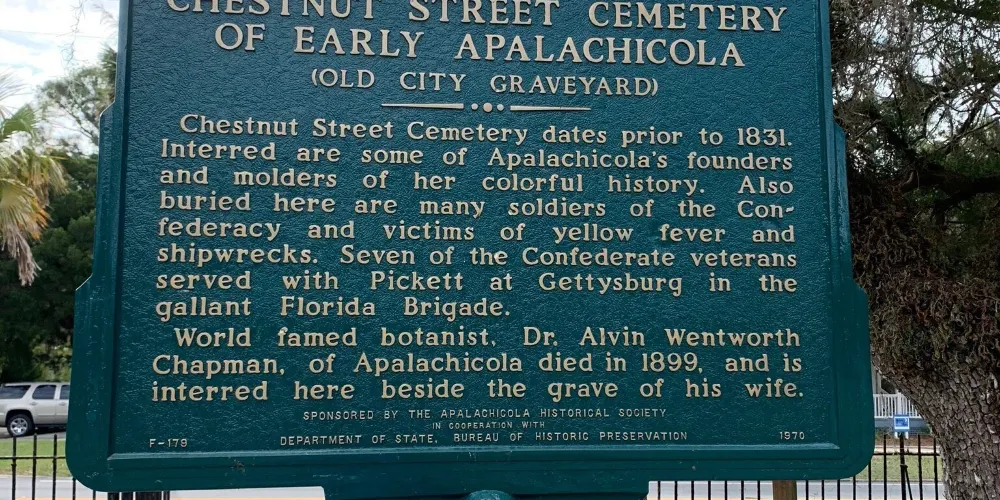 CHESTNUT STREET CEMETERY
OF EARLY APALACHICOLA
(OLD CITY GRAVEYARD)
Chestnut Street Cemetery dates prior to 1831.
Interred are some of Apalachicola's founders
and molders of her colorful history. Also
buried here are many soldiers of the Con-
federacy and victims of yellow fever and
shipwrecks. Seven of the Confederate veterans
served with Pickett at Gettysburg in the
gallant Florida Brigade.
World famed botanist, Dr. Alvin Wentworth
Chapman, of Apalachicola died in 1899, and is
interred here beside the grave of his wife.
SPONSORED BY THE APALACHICOLA HISTORICAL SOCIETY
IN COOPERATION WITH
F-179 DEPARTMENT OF STATE, BUREAU OF HISTORIC PRESERVATION 1970